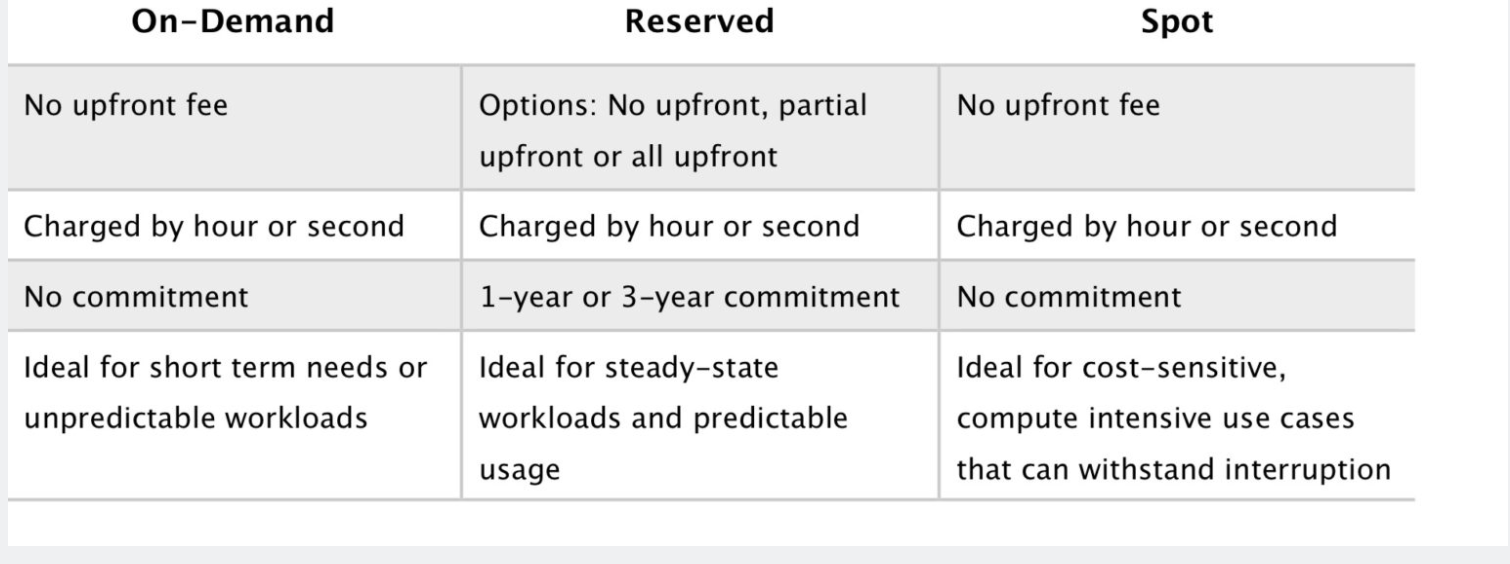 On-Demand Reserved Spot
No upfront fee
Options: No upfront, partial
upfront or all upfront
No upfront fee
Charged by hour or second
Charged by hour or second
Charged by hour or second
No commitment
1-year or 3-year commitment
No commitment
Ideal for short term needs or
unpredictable workloads
Ideal for steady-state
workloads and predictable
usage
Ideal for cost-sensitive,
compute intensive use cases
that can withstand interruption